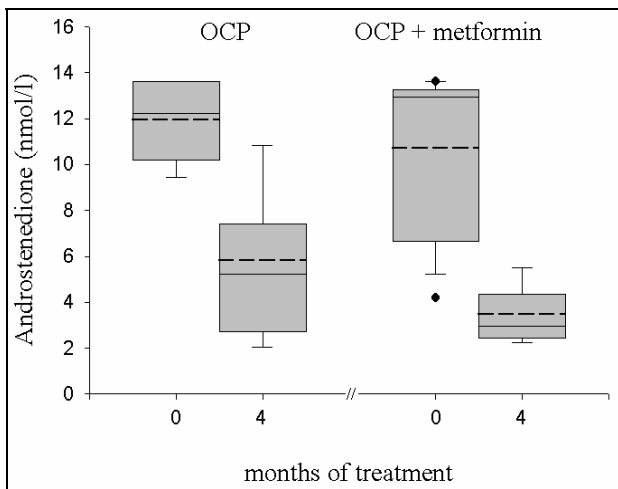 OCP OCP + metformin
Androstenedione (nmol/l)
16
14
12
10
8
6
4
2
0
0 4 // 0 4
months of treatment